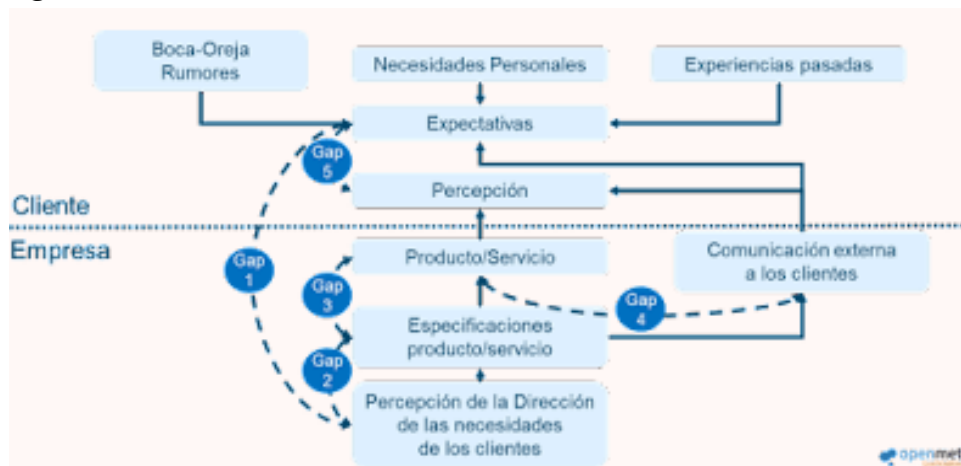 Boca-Oreja
Rumores
Necesidades Personales
Experiencias pasadas
Expectativas
Gap
5
Percepción
Cliente
Empresa
Producto/Servicio
Comunicación externa
a los clientes
Gap
1
Gap
3
Gap
4
Especificaciones
producto/servicio
Gap
2
Percepción de la Dirección
de las necesidades
de los clientes
openmet